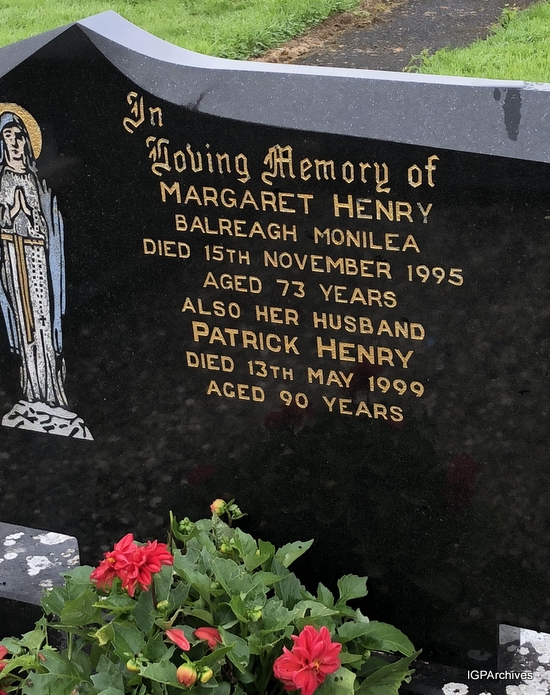 In
Loving Memory of
MARGARET HENRY
BALREAGH MONILEA
DIED 15TH NOVEMBER 1995
AGED 73 YEARS
ALSO HER HUSBAND
PATRICK HENRY
DIED 13TH MAY 1999
AGED 90 YEARS
IGPArchives